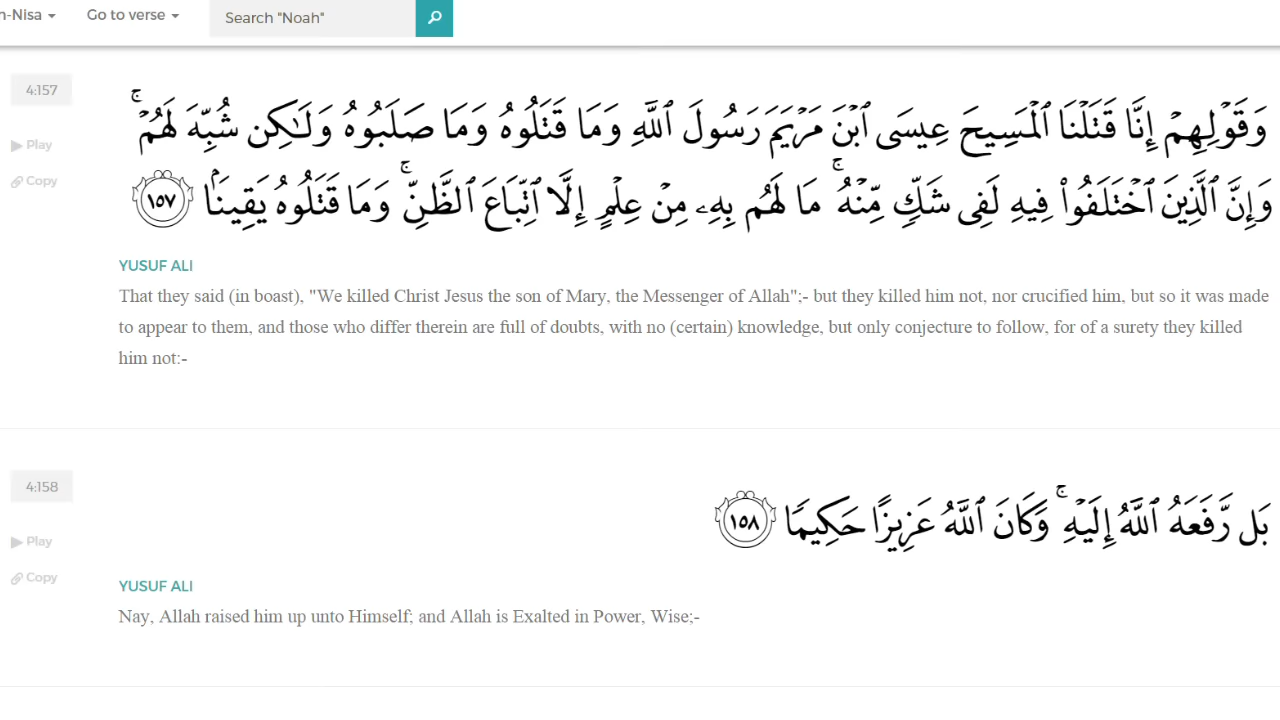 n-Nisa Go to verse Search "Noah"
4:157
Play
Copy
وَقَوْلِهِمْ إِنَّا قَتَلْنَا ٱلْمَسِيحَ عِيسَى ٱبْنَ مَرْيَمَ رَسُولَ ٱللَّهِ وَمَا قَتَلُوهُ وَمَا صَلَبُوهُ وَلَـٰكِن شُبِّهَ لَهُمْ ۚ
وَإِنَّ ٱلَّذِينَ ٱخْتَلَفُوا۟ فِيهِ لَفِى شَكٍّ مِّنْهُ ۚ مَا لَهُم بِهِۦ مِنْ عِلْمٍ إِلَّا ٱتِّبَاعَ ٱلظَّنِّ ۚ وَمَا قَتَلُوهُ يَقِينًۢا ١٥٧
YUSUF ALI
That they said (in boast), "We killed Christ Jesus the son of Mary, the Messenger of Allah";- but they killed him not, nor crucified him, but so it was made
to appear to them, and those who differ therein are full of doubts, with no (certain) knowledge, but only conjecture to follow, for of a surety they killed
him not:-
4:158
Play
Copy
بَل رَّفَعَهُ ٱللَّهُ إِلَيْهِ ۚ وَكَانَ ٱللَّهُ عَزِيزًا حَكِيمًا ١٥٨
YUSUF ALI
Nay, Allah raised him up unto Himself; and Allah is Exalted in Power, Wise;-